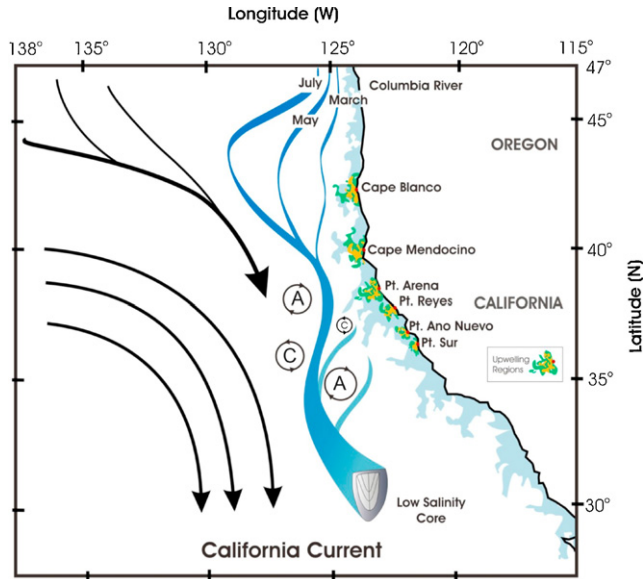 Longitude (W)
138° 135° 130° 125° 120° 115°
47°
July
Columbia River
March
May
45°
OREGON
Cape Blanco
Cape Mendocino
40°
Pt. Arena
A
Pt. Reyes
CALIFORNIA
C
Pt. Ano Nuevo
Pt. Sur
C
Upwelling
Regions
A
35°
Latitude (N)
Low Salinity
Core
30°
California Current